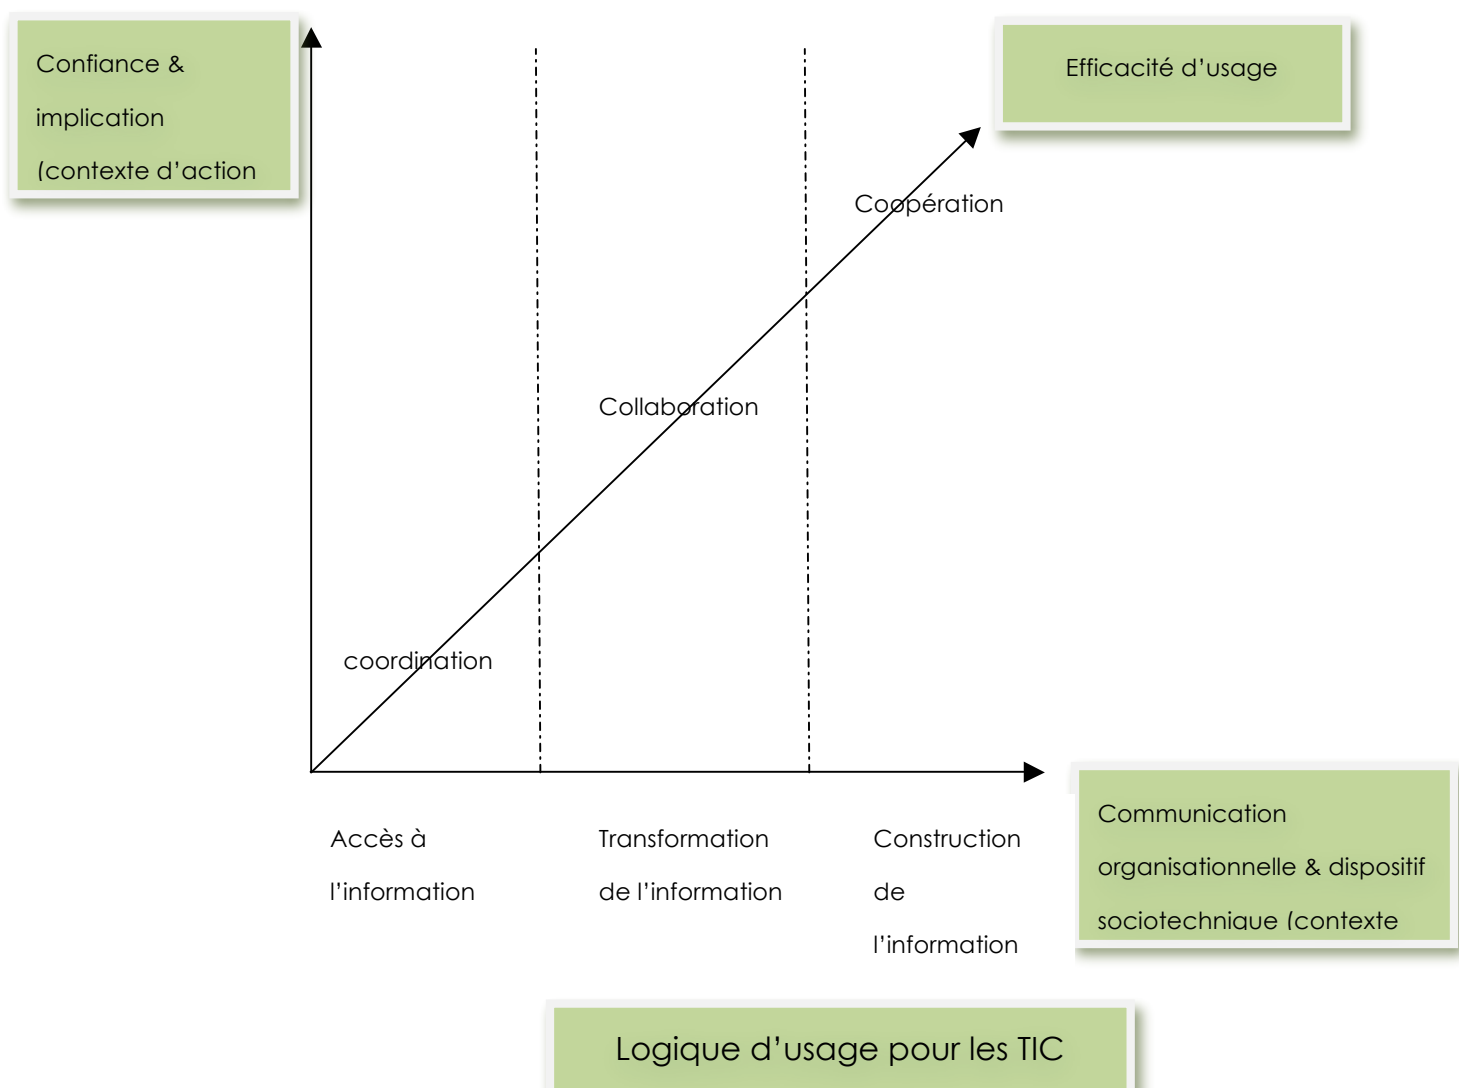 Confiance &
implication
(contexte d’action
Efficacité d’usage
Coopération
Collaboration
coordination
Accès à
l’information
Transformation
de l’information
Construction
de
l’information
Communication
organisationnelle & dispositif
sociotechnique (contexte
Logique d’usage pour les TIC